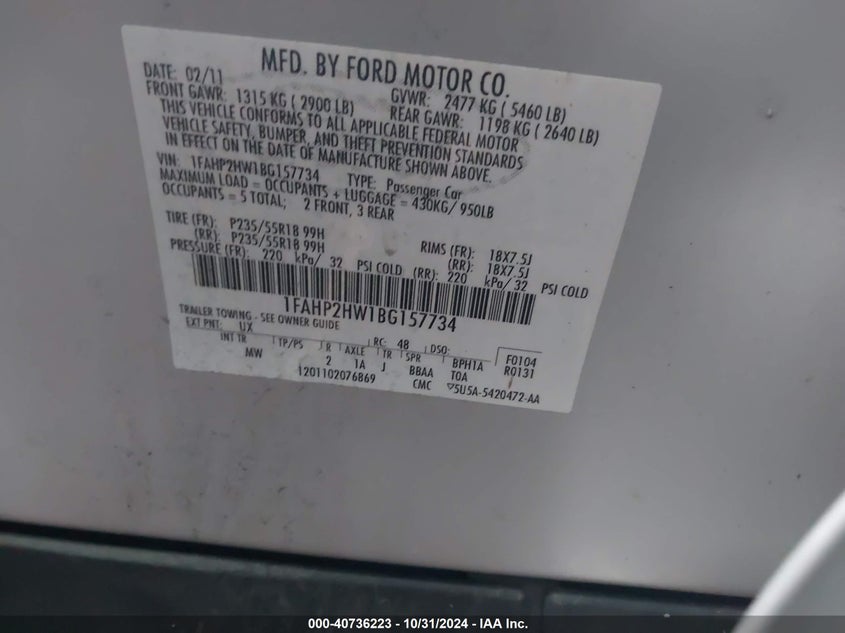 MFD. BY FORD MOTOR CO.
DATE: 02/11 GVWR: 2477 KG ( 5460 LB)
FRONT GAWR: 1315 KG ( 2900 LB) REAR GAWR: 1198 KG ( 2640 LB)
THIS VEHICLE CONFORMS TO ALL APPLICABLE FEDERAL MOTOR
VEHICLE SAFETY, BUMPER, AND THEFT PREVENTION STANDARDS
IN EFFECT ON THE DATE OF MANUFACTURE SHOWN ABOVE.
VIN: 1FAHP2HW1BG157734 TYPE: Passenger Car
MAXIMUM LOAD = OCCUPANTS + LUGGAGE = 430KG/ 950LB
OCCUPANTS = 5 TOTAL; 2 FRONT, 3 REAR
TIRE (FR): P235/55R18 99H RIMS (FR): 18X7.5J
(RR): P235/55R18 99H (RR): 18X7.5J
PRESSURE (FR): 220 kPa/ 32 PSI COLD (RR): 220 kPa/ 32 PSI COLD
1FAHP2HW1BG157734
TRAILER TOWING - SEE OWNER GUIDE
EXT PNT: UX RC: 48 DSO: F0104
INT TR TP/PS R AXLE TR SPR BPH1A R0131
MW 2 1A J BBAA TOA
1201102076869 CMC ▽5U5A-5420472-AA
000-40736223 - 10/31/2024 - IAA Inc.